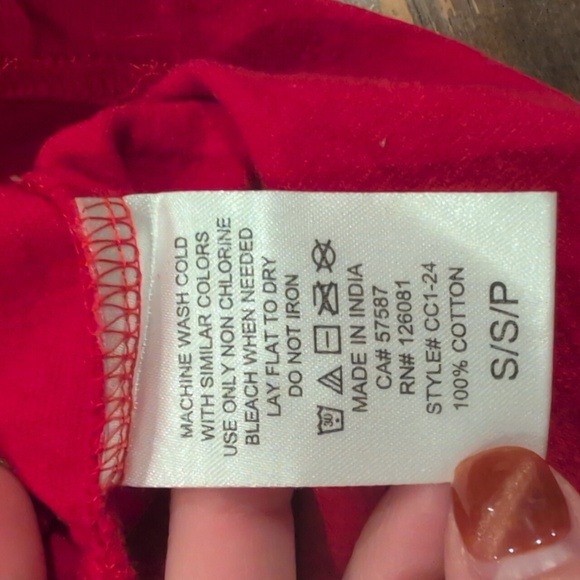 MACHINE WASH COLD
WITH SIMILAR COLORS
USE ONLY NON CHLORINE
BLEACH WHEN NEEDED
LAY FLAT TO DRY
DO NOT IRON
30
MADE IN INDIA
CA# 57587
RN# 126081
STYLE# CC1-24
100% COTTON
S/S/P